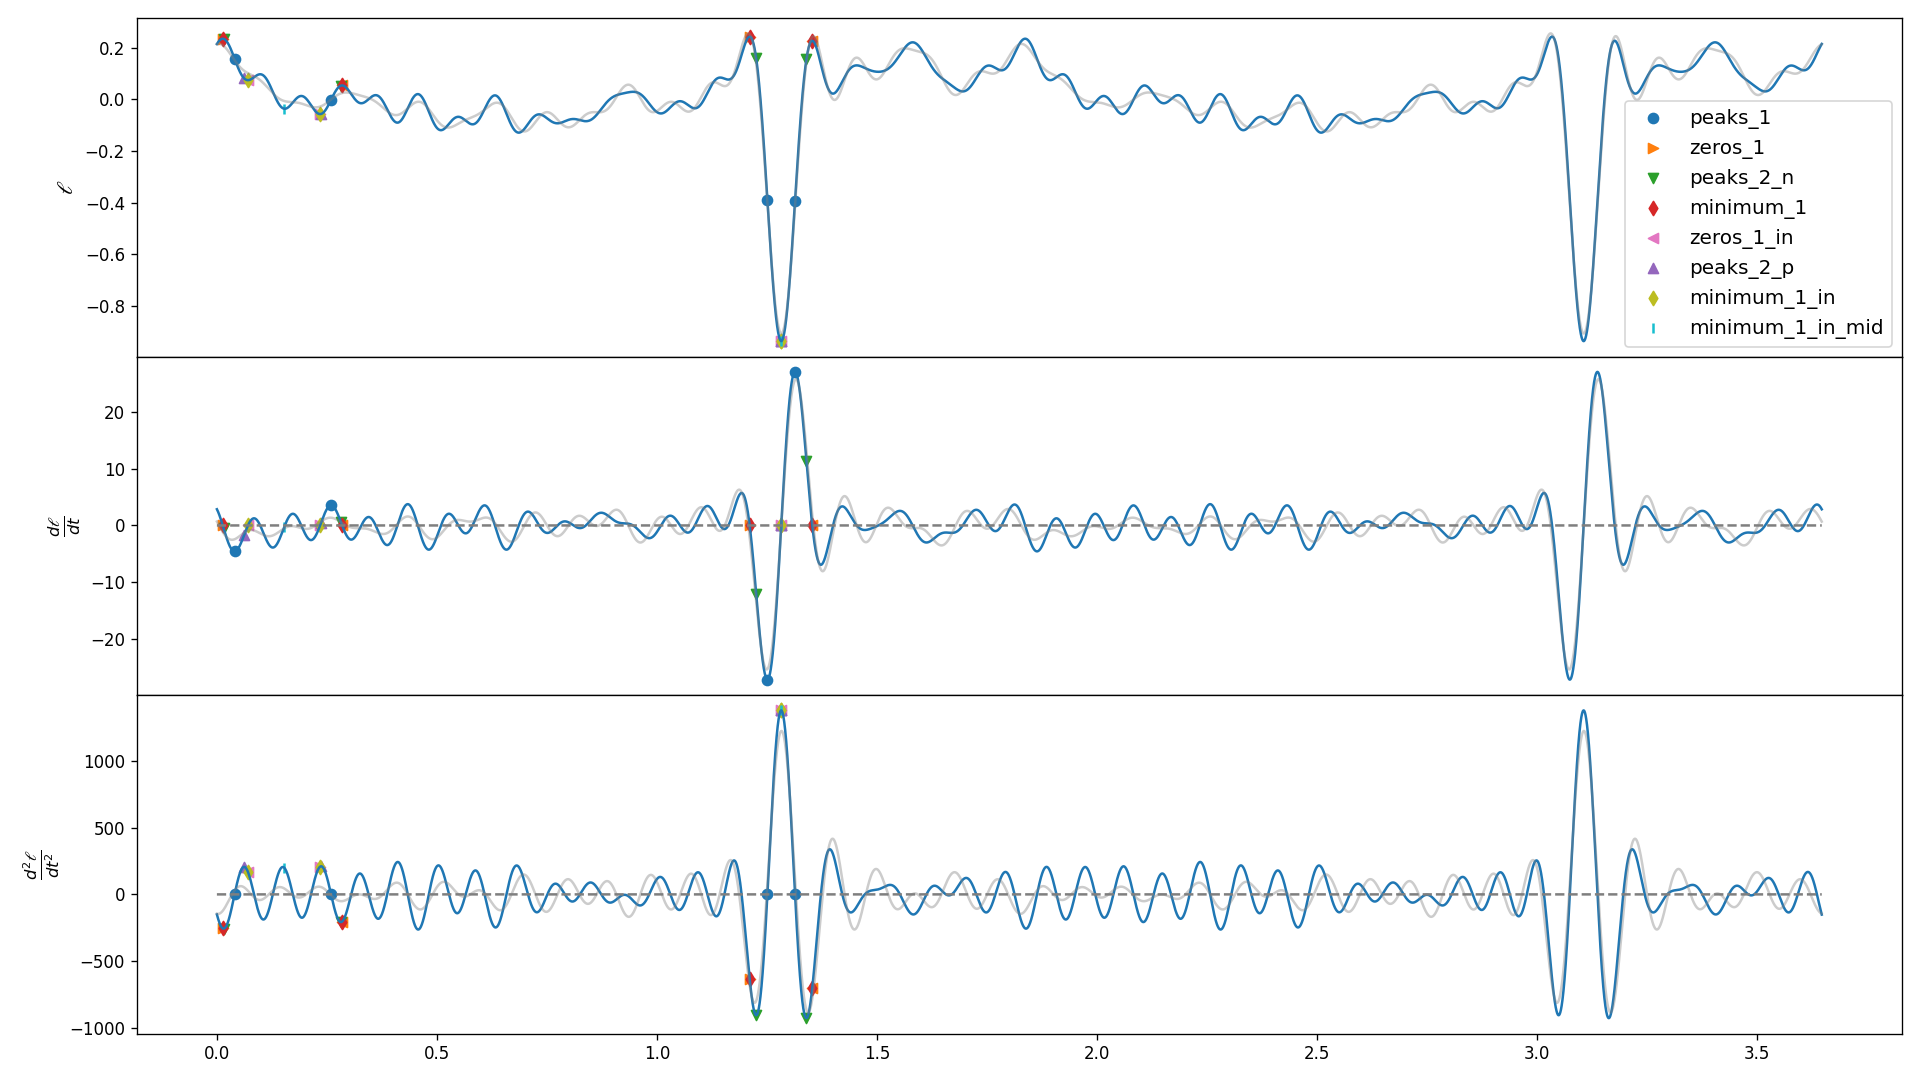 0.2
0.0
−0.2
−0.4
−0.6
−0.8
ℓ
peaks_1
zeros_1
peaks_2_n
minimum_1
zeros_1_in
peaks_2_p
minimum_1_in
minimum_1_in_mid
20
10
0
−10
−20
dℓ
dt
1000
500
0
−500
−1000
d²ℓ
dt²
0.0 0.5 1.0 1.5 2.0 2.5 3.0 3.5